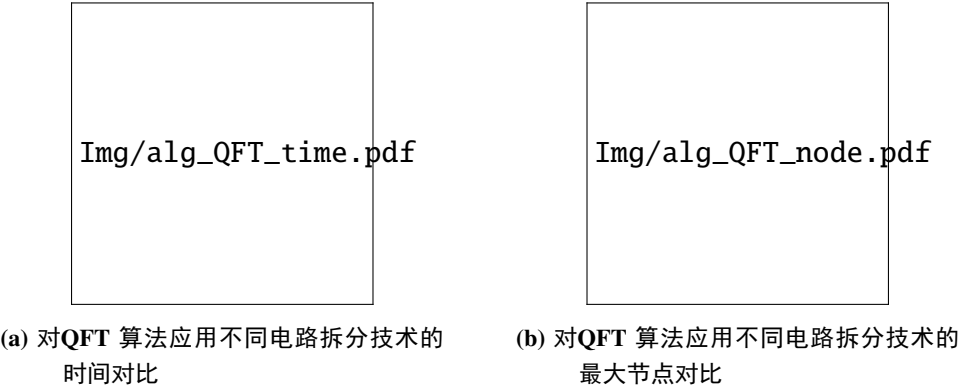 Img/alg_QFT_time.pdf
Img/alg_QFT_node.pdf
(a) 对QFT 算法应用不同电路拆分技术的
时间对比
(b) 对QFT 算法应用不同电路拆分技术的
最大节点对比